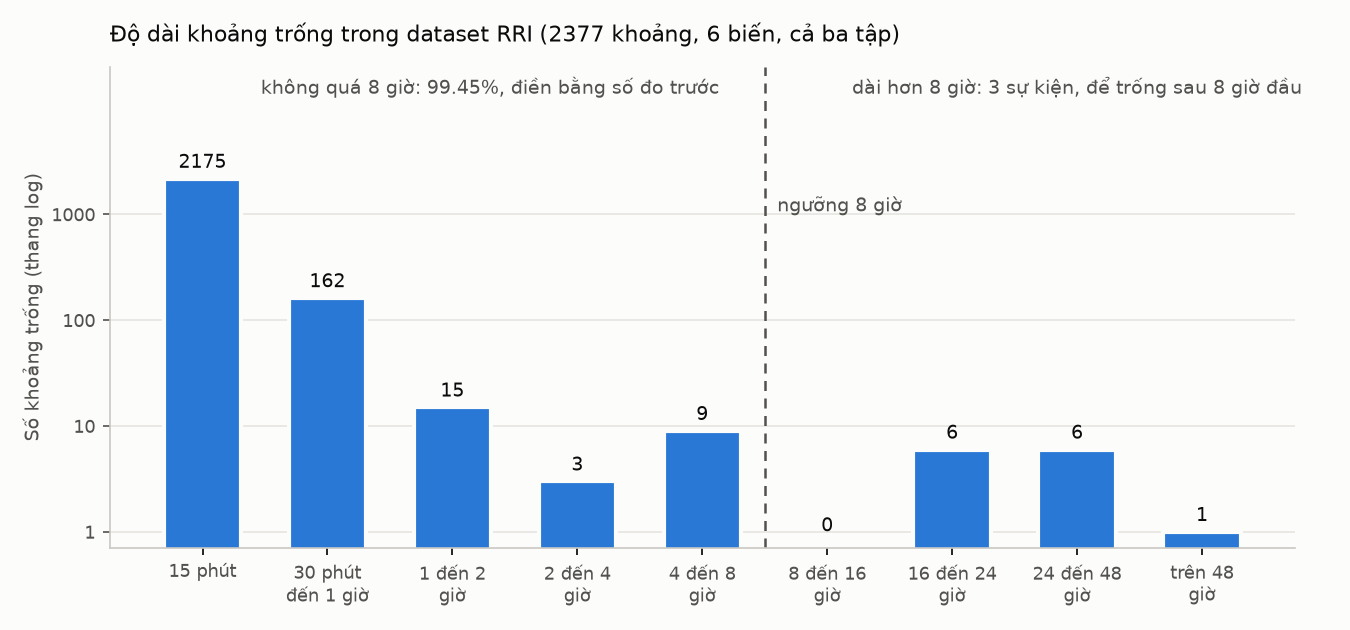 Độ dài khoảng trống trong dataset RRI (2377 khoảng, 6 biến, cả ba tập)
không quá 8 giờ: 99.45%, điền bằng số đo trước
dài hơn 8 giờ: 3 sự kiện, để trống sau 8 giờ đầu
ngưỡng 8 giờ
Số khoảng trống (thang log)
1000
100
10
1
2175
162
15
3
9
0
6
6
1
15 phút
30 phút
đến 1 giờ
1 đến 2
giờ
2 đến 4
giờ
4 đến 8
giờ
8 đến 16
giờ
16 đến 24
giờ
24 đến 48
giờ
trên 48
giờ